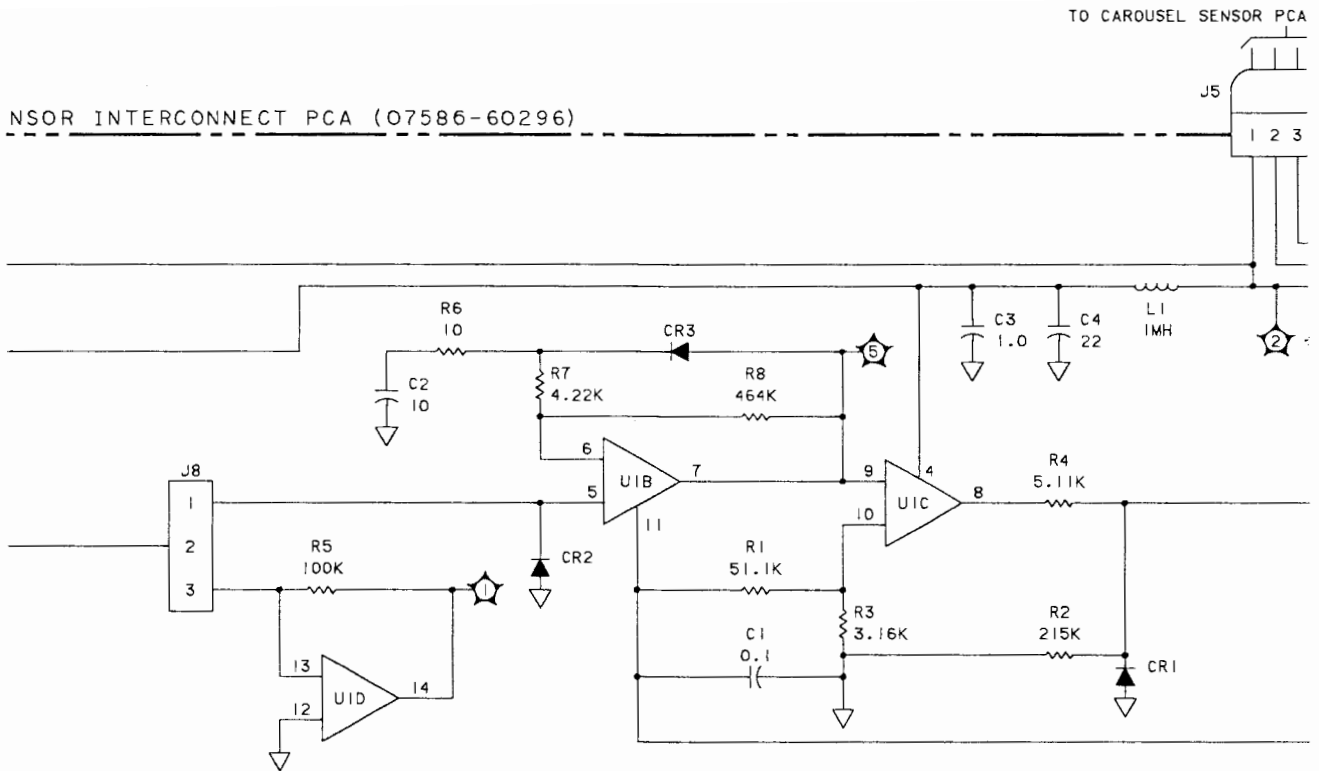 TO CAROUSEL SENSOR PCA
J5
NSOR INTERCONNECT PCA (07586-60296)
1 2 3
R6
10
CR3
5
C3
1.0
C4
22
L1
1MH
2
C2
10
R7
4.22K
R8
464K
J8
1
2
3
6
5
U1B
7
11
9
10
4
U1C
8
R4
5.11K
R5
100K
1
CR2
R1
51.1K
R3
3.16K
R2
215K
C1
0.1
CR1
13
12
U1D
14